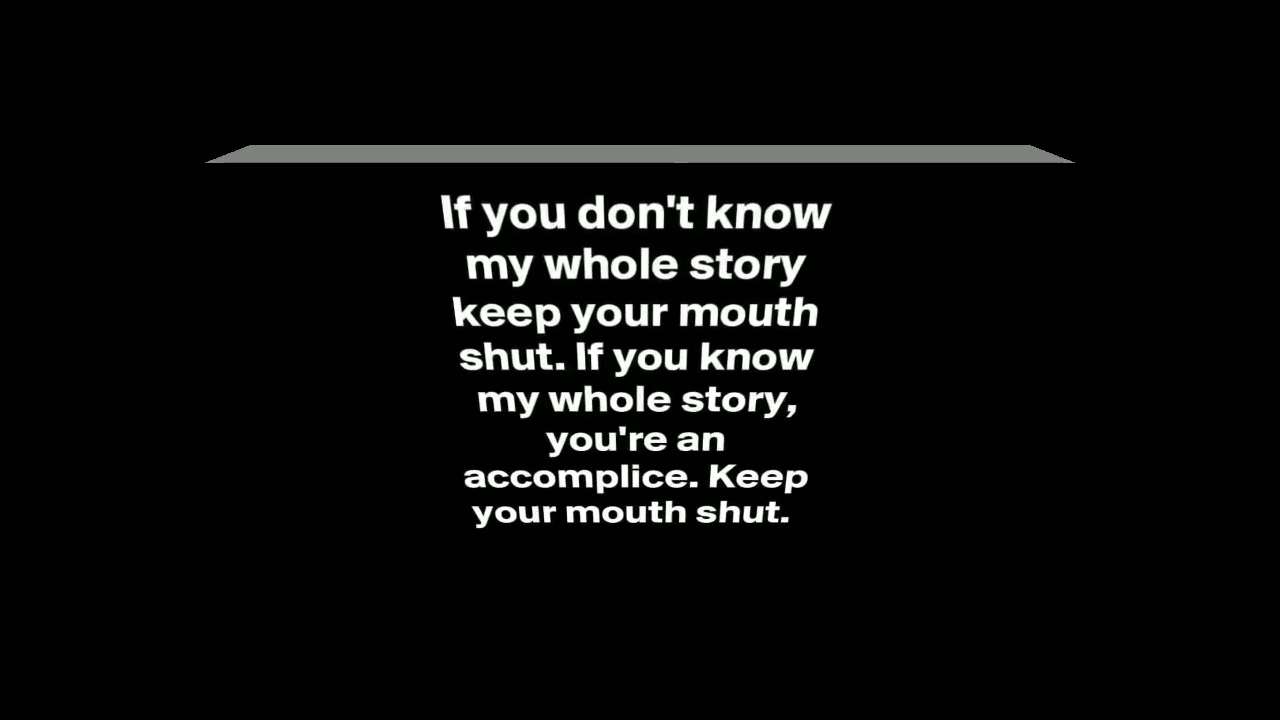 If you don't know
my whole story
keep your mouth
shut. If you know
my whole story,
you're an
accomplice. Keep
your mouth shut.